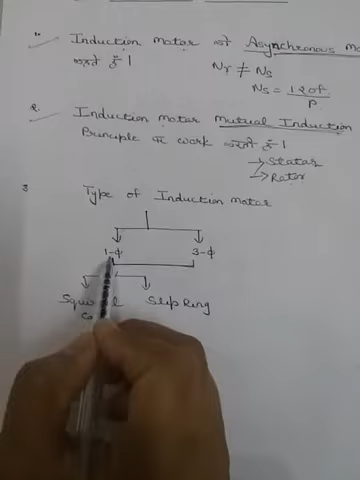 1. Induction Motor को Asynchronous Mo
कहते हैं।
Nr ≠ Ns
Ns = 120f / P
2. Induction motor Mutual Induction
Principle पर work करती हैं।
→ Stator
→ Rotor
3 Type of Induction motor
1-ϕ 3-ϕ
Slip Ring